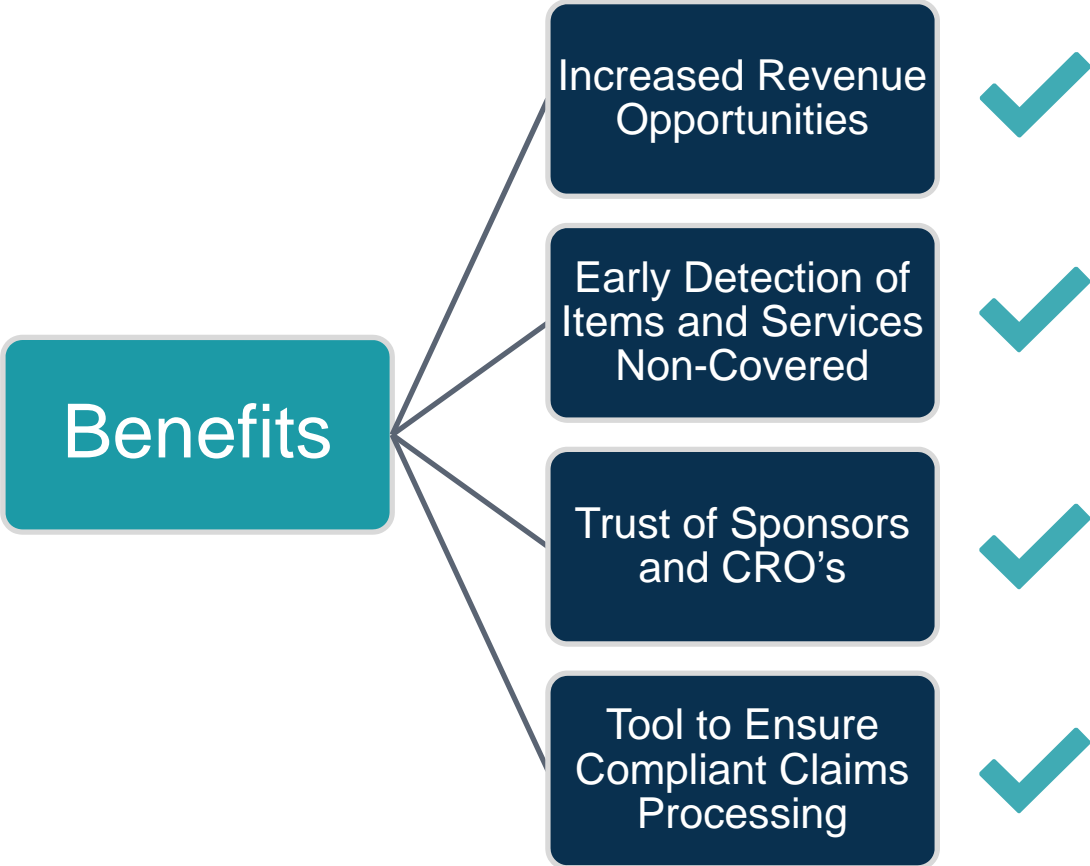 Benefits
Increased Revenue
Opportunities
Early Detection of
Items and Services
Non-Covered
Trust of Sponsors
and CRO’s
Tool to Ensure
Compliant Claims
Processing